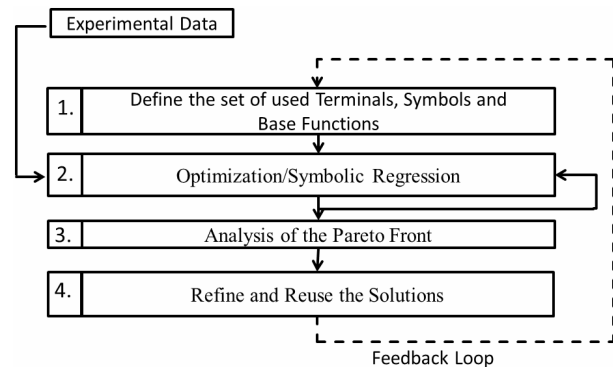 Experimental Data
1.
Define the set of used Terminals, Symbols and
Base Functions
2.
Optimization/Symbolic Regression
3.
Analysis of the Pareto Front
4.
Refine and Reuse the Solutions
Feedback Loop